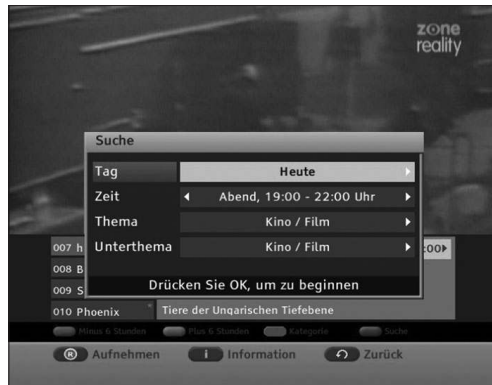 zone
reality
Suche
Tag Heute
Zeit Abend, 19:00 - 22:00 Uhr
Thema Kino / Film
Unterthema Kino / Film
Drücken Sie OK, um zu beginnen
007 h :00
008 B
009 S
010 Phoenix Tiere der Ungarischen Tiefebene
Minus 6 Stunden Plus 6 Stunden Kategorie Suche
R Aufnehmen i Information Zurück